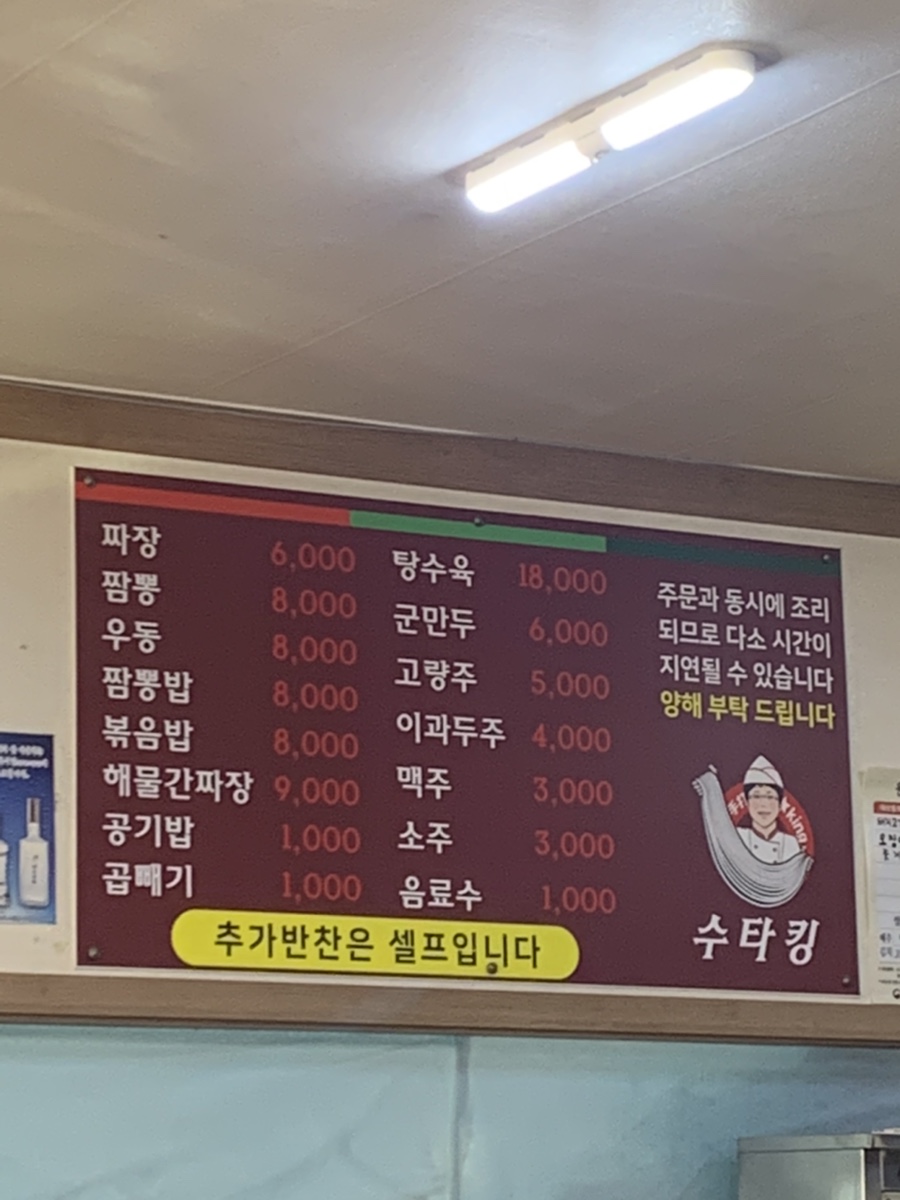 짜장 6,000
짬뽕 8,000
우동 8,000
짬뽕밥 8,000
볶음밥 8,000
해물간짜장 9,000
공기밥 1,000
곱빼기 1,000
탕수육 18,000
군만두 6,000
고량주 5,000
이과두주 4,000
맥주 3,000
소주 3,000
음료수 1,000
추가반찬은 셀프입니다
주문과 동시에 조리
되므로 다소 시간이
지연될 수 있습니다
양해 부탁 드립니다
手打 king
수타킹